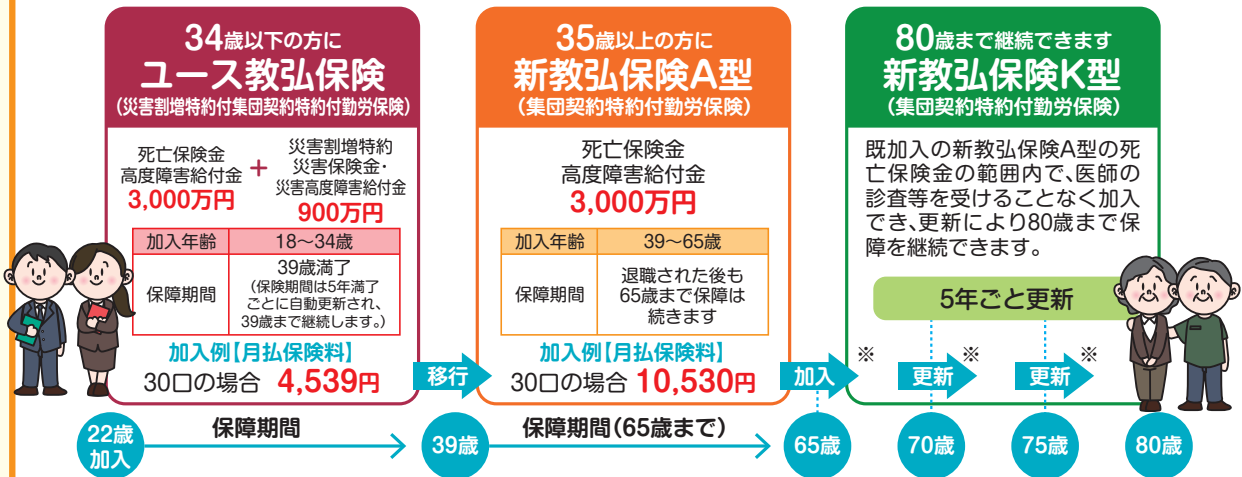 34歳以下の方に
ユース教弘保険
(災害割増特約付集団契約特約付勤労保険)
死亡保険金
高度障害給付金
3,000万円
+
災害割増特約
災害保険金・
災害高度障害給付金
900万円
加入年齢 18〜34歳
保障期間
39歳満了
(保険期間は5年満了
ごとに自動更新され、
39歳まで継続します。)
加入例【月払保険料】
30口の場合 4,539円
移行
35歳以上の方に
新教弘保険A型
(集団契約特約付勤労保険)
死亡保険金
高度障害給付金
3,000万円
加入年齢 39〜65歳
保障期間
退職された後も
65歳まで保障は
続きます
加入例【月払保険料】
30口の場合 10,530円
加入
80歳まで継続できます
新教弘保険K型
(集団契約特約付勤労保険)
既加入の新教弘保険A型の死
亡保険金の範囲内で、医師の
診査等を受けることなく加入
でき、更新により80歳まで保
障を継続できます。
5年ごと更新
※
更新
※
更新
※
22歳
加入
保障期間
39歳
保障期間(65歳まで)
65歳
70歳
75歳
80歳